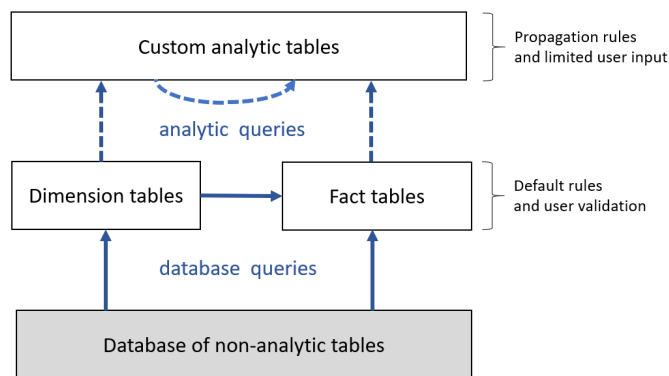 Custom analytic tables
Propagation rules
and limited user input
analytic queries
Dimension tables
Fact tables
Default rules
and user validation
database queries
Database of non-analytic tables